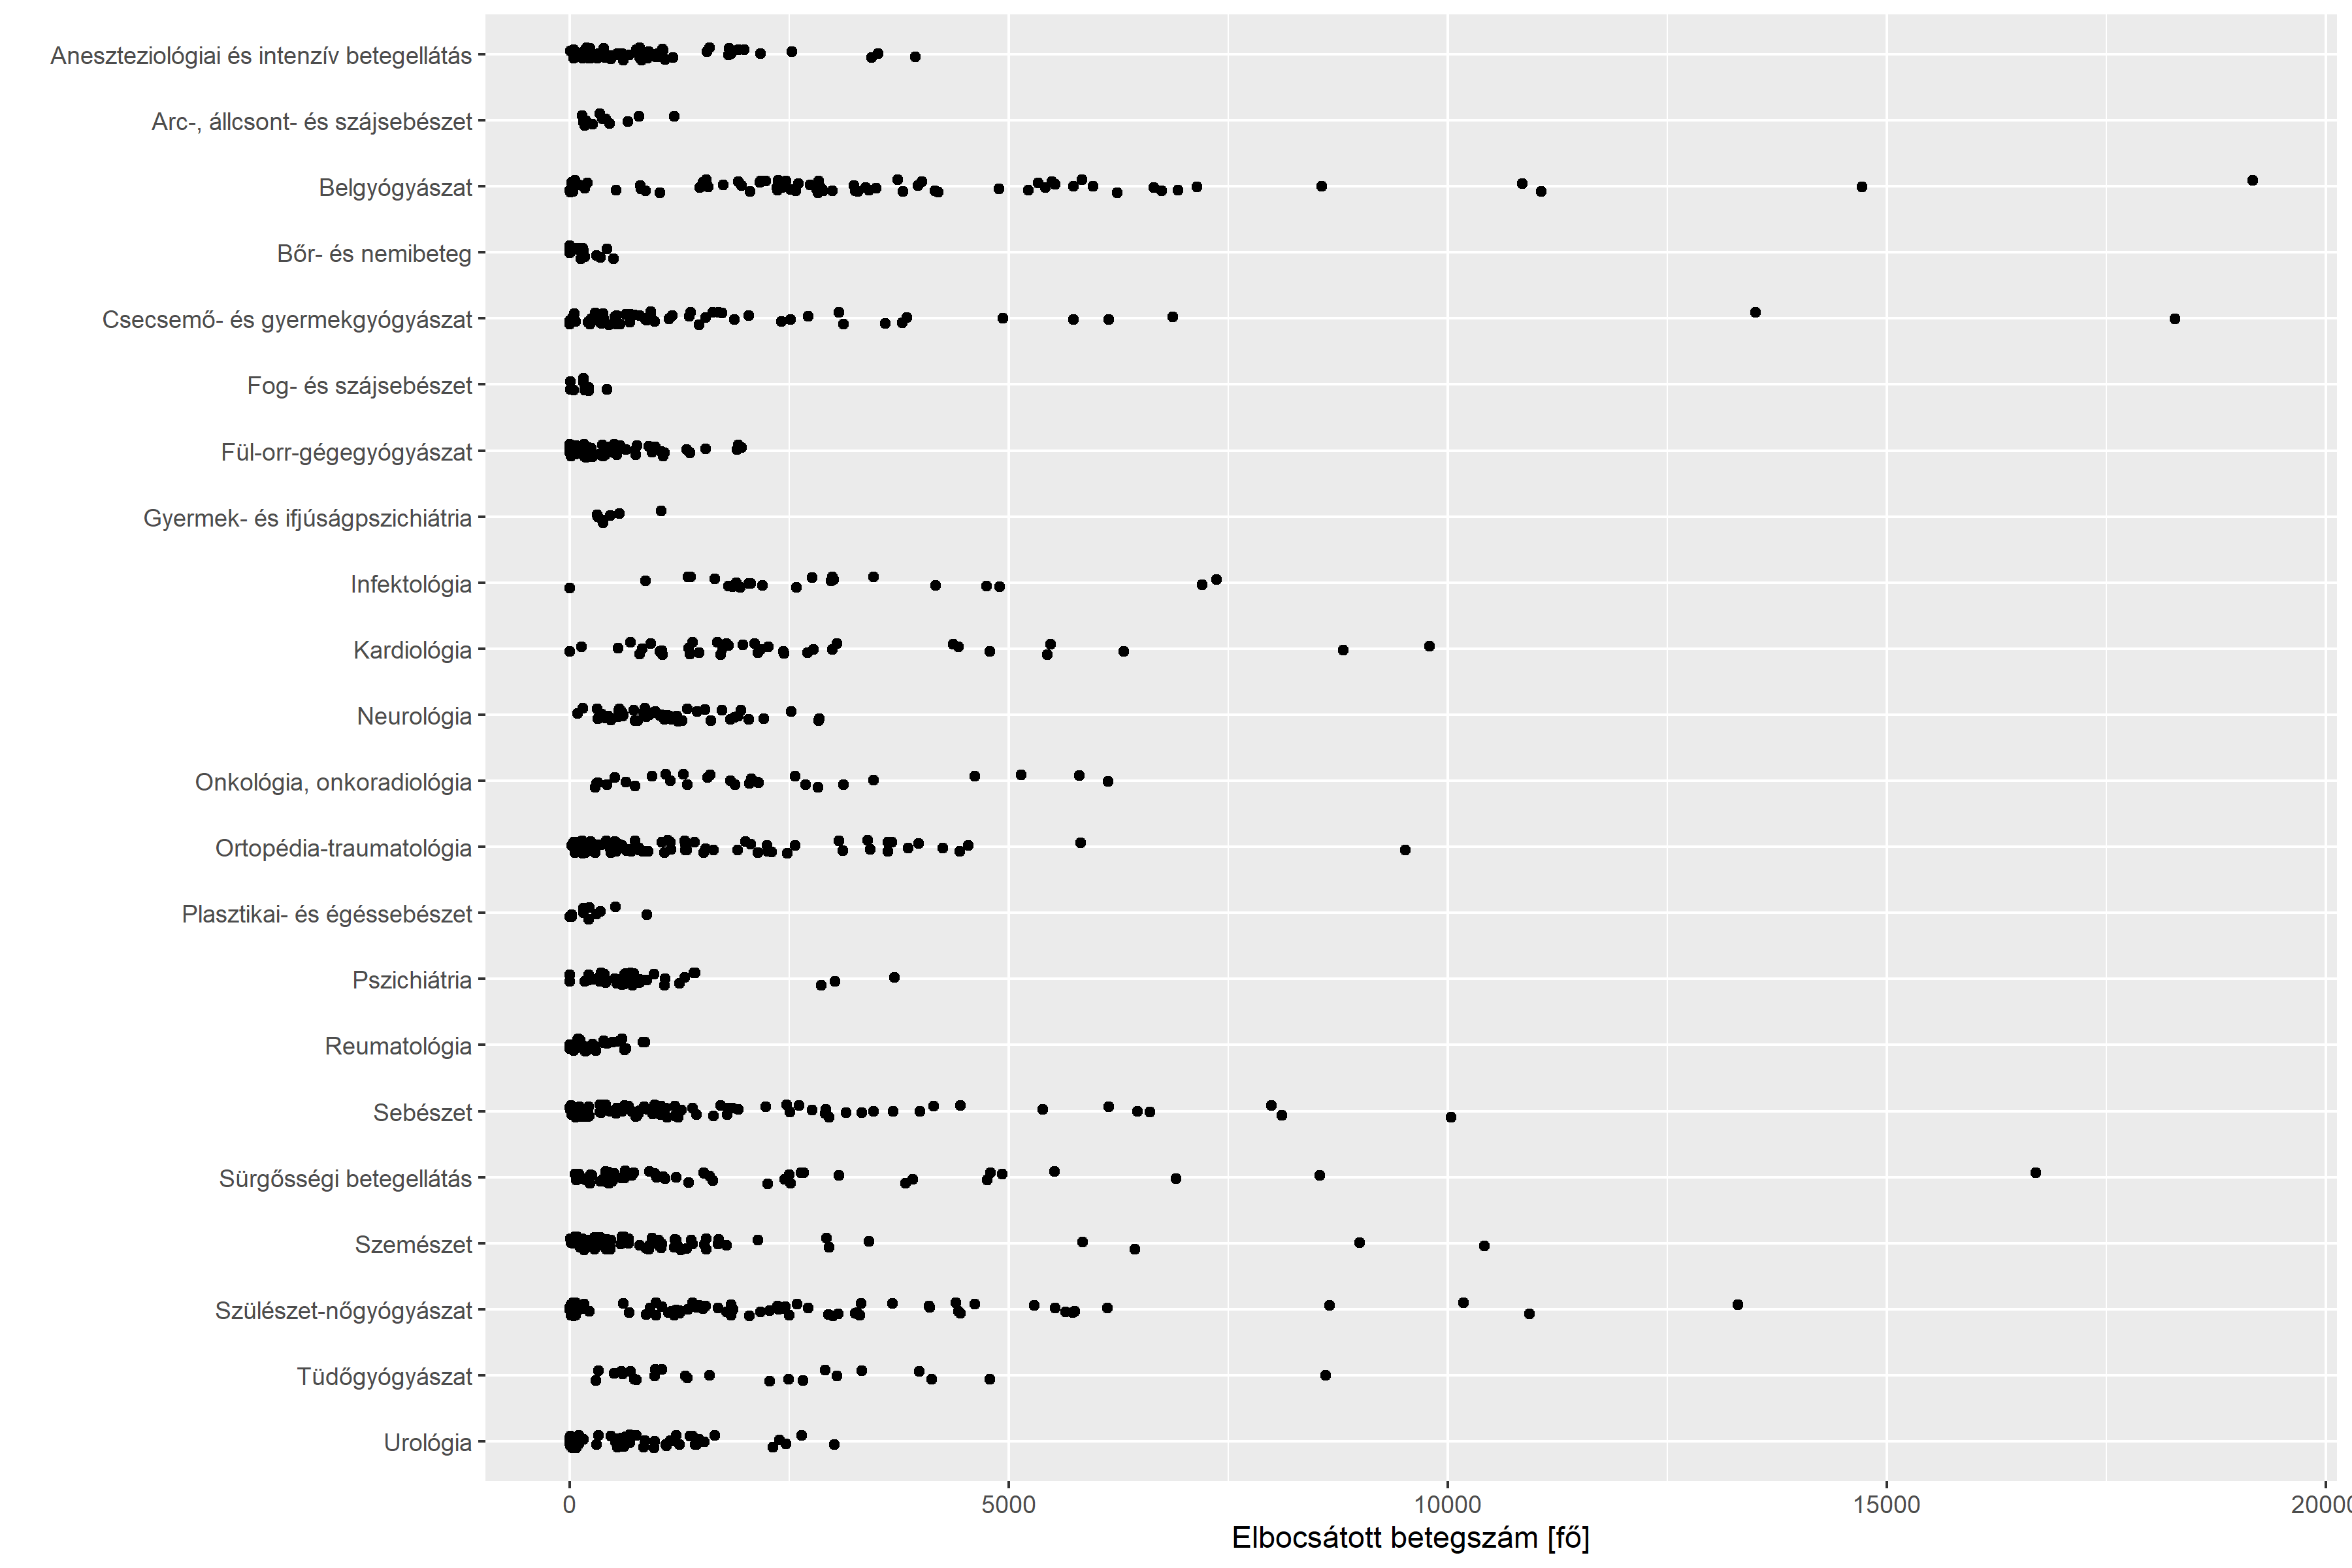 Aneszteziológiai és intenzív betegellátás
Arc-, állcsont- és szájsebészet
Belgyógyászat
Bőr- és nemibeteg
Csecsemő- és gyermekgyógyászat
Fog- és szájsebészet
Fül-orr-gégegyógyászat
Gyermek- és ifjúságpszichiátria
Infektológia
Kardiológia
Neurológia
Onkológia, onkoradiológia
Ortopédia-traumatológia
Plasztikai- és égéssebészet
Pszichiátria
Reumatológia
Sebészet
Sürgősségi betegellátás
Szemészet
Szülészet-nőgyógyászat
Tüdőgyógyászat
Urológia
0 5000 10000 15000 20000
Elbocsátott betegszám [fő]